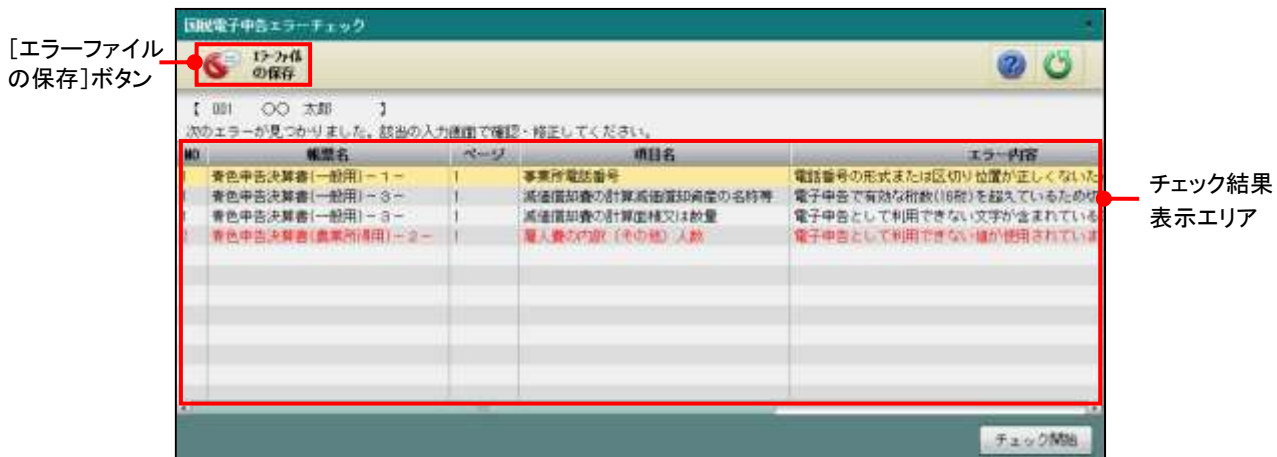 国税電子申告エラーチェック
[エラーファイル
の保存]ボタン
エラーファイル
の保存
【 001 〇〇 太郎 】
次のエラーが見つかりました。該当の入力画面で確認・修正してください。
NO 帳票名 ページ 項目名 エラー内容
青色申告決算書(一般用)－1－ 1 事業所電話番号 電話番号の形式または区切り位置が正しくないた
青色申告決算書(一般用)－3－ 1 減価償却費の計算減価償却資産の名称等 電子申告で有効な桁数(16桁)を超えているため切
青色申告決算書(一般用)－3－ 1 減価償却費の計算面積又は数量 電子申告として利用できない文字が含まれている
青色申告決算書(農業所得用)－2－ 1 雇人費の内訳（その他）人数 電子申告として利用できない値が使用されていま
チェック結果
表示エリア
チェック開始